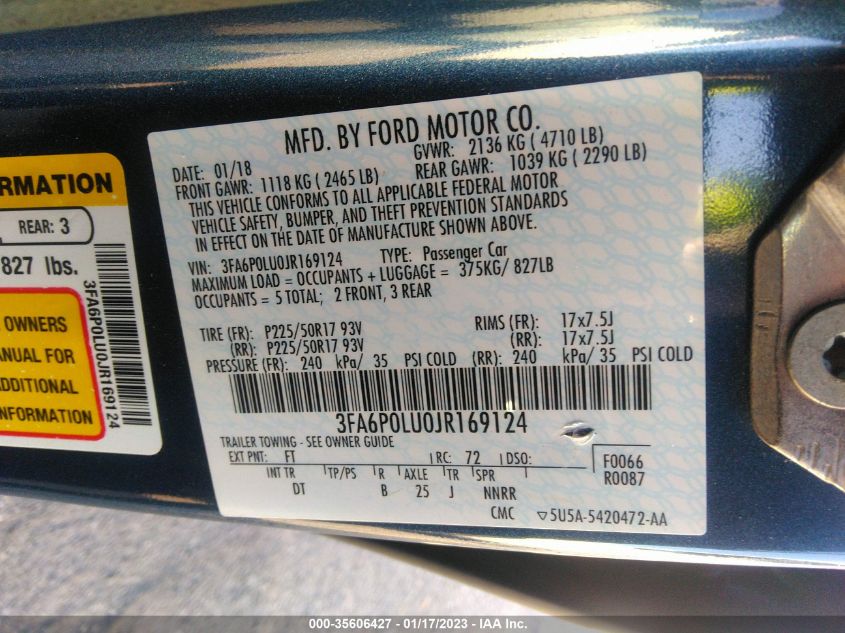 RMATION
REAR: 3
827 lbs.
OWNERS
ANUAL FOR
ADDITIONAL
3FA6P0LU0JR169124
MFD. BY FORD MOTOR CO.
DATE: 01/18 GVWR: 2136 KG ( 4710 LB)
FRONT GAWR: 1118 KG ( 2465 LB) REAR GAWR: 1039 KG ( 2290 LB)
THIS VEHICLE CONFORMS TO ALL APPLICABLE FEDERAL MOTOR
VEHICLE SAFETY, BUMPER, AND THEFT PREVENTION STANDARDS
IN EFFECT ON THE DATE OF MANUFACTURE SHOWN ABOVE.
VIN: 3FA6P0LU0JR169124 TYPE: Passenger Car
MAXIMUM LOAD = OCCUPANTS + LUGGAGE = 375KG/ 827LB
OCCUPANTS = 5 TOTAL; 2 FRONT, 3 REAR
TIRE (FR): P225/50R17 93V RIMS (FR): 17x7.5J
(RR): P225/50R17 93V (RR): 17x7.5J
PRESSURE (FR): 240 kPa/ 35 PSI COLD (RR): 240 kPa/ 35 PSI COLD
3FA6P0LU0JR169124
TRAILER TOWING - SEE OWNER GUIDE
EXT PNT: FT RC: 72 DSO: F0066
R0087
INT TR TP/PS R AXLE TR SPR
DT B 25 J NNRR
CMC ▽5U5A-5420472-AA
000-35606427 - 01/17/2023 - IAA Inc.